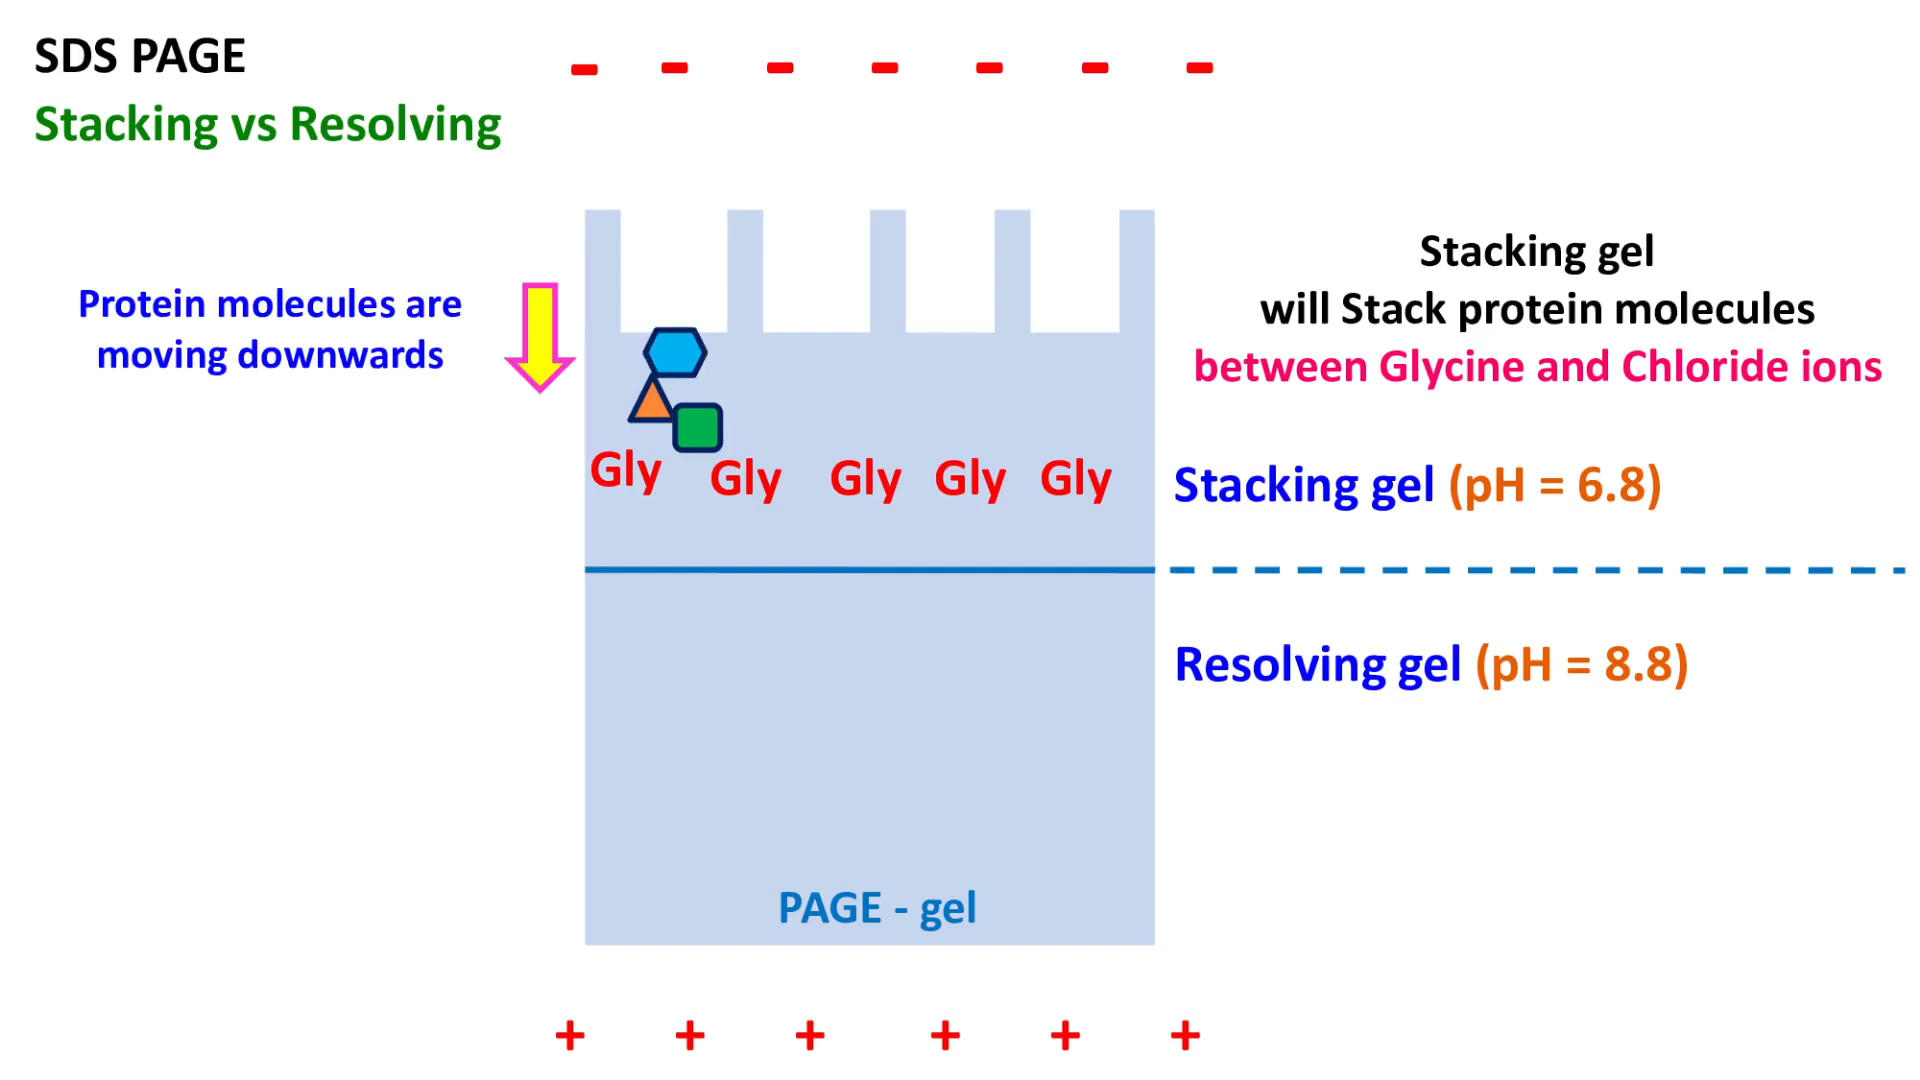 SDS PAGE
Stacking vs Resolving
- - - - - - -
Protein molecules are
moving downwards
Stacking gel
will Stack protein molecules
between Glycine and Chloride ions
Gly Gly Gly Gly Gly
Stacking gel (pH = 6.8)
Resolving gel (pH = 8.8)
PAGE - gel
+ + + + + +